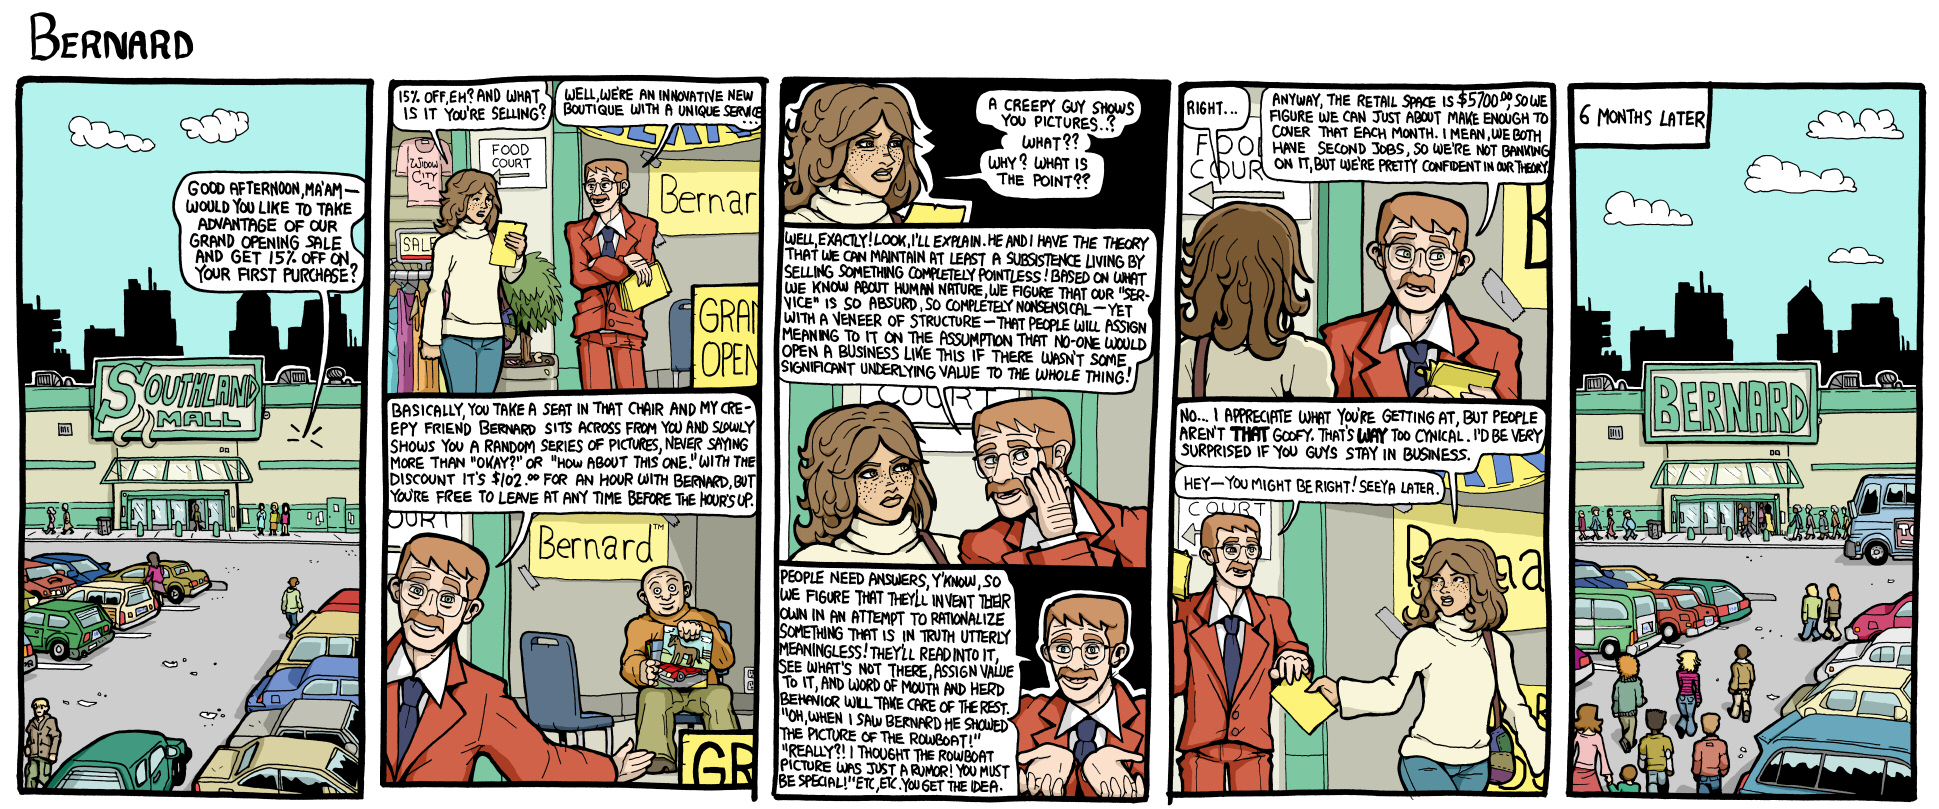 BERNARD
GOOD AFTERNOON, MA'AM—
WOULD YOU LIKE TO TAKE
ADVANTAGE OF OUR
GRAND OPENING SALE
AND GET 15% OFF ON
YOUR FIRST PURCHASE?
SOUTHLAND
MALL
15% OFF, EH? AND WHAT
IS IT YOU'RE SELLING?
WELL, WE'RE AN INNOVATIVE NEW
BOUTIQUE WITH A UNIQUE SERVICE
...
WIDOW
CITY
FOOD
COURT
SALE
Bernar
GRAN
OPEN
BASICALLY, YOU TAKE A SEAT IN THAT CHAIR AND MY CRE-
EPY FRIEND BERNARD SITS ACROSS FROM YOU AND SLOWLY
SHOWS YOU A RANDOM SERIES OF PICTURES, NEVER SAYING
MORE THAN "OKAY?" OR "HOW ABOUT THIS ONE." WITH THE
DISCOUNT IT'S $102.00 FOR AN HOUR WITH BERNARD, BUT
YOU'RE FREE TO LEAVE AT ANY TIME BEFORE THE HOUR'S UP.
OURT
Bernard™
GR
A CREEPY GUY SHOWS
YOU PICTURES..?
WHAT??
WHY? WHAT IS
THE POINT??
WELL, EXACTLY! LOOK, I'LL EXPLAIN. HE AND I HAVE THE THEORY
THAT WE CAN MAINTAIN AT LEAST A SUBSISTENCE LIVING BY
SELLING SOMETHING COMPLETELY POINTLESS! BASED ON WHAT
WE KNOW ABOUT HUMAN NATURE, WE FIGURE THAT OUR "SER-
VICE" IS SO ABSURD, SO COMPLETELY NONSENSICAL—YET
WITH A VENEER OF STRUCTURE—THAT PEOPLE WILL ASSIGN
MEANING TO IT ON THE ASSUMPTION THAT NO-ONE WOULD
OPEN A BUSINESS LIKE THIS IF THERE WASN'T SOME
SIGNIFICANT UNDERLYING VALUE TO THE WHOLE THING!
COURT
PEOPLE NEED ANSWERS, Y'KNOW, SO
WE FIGURE THAT THEY'LL INVENT THEIR
OWN IN AN ATTEMPT TO RATIONALIZE
SOMETHING THAT IS IN TRUTH UTTERLY
MEANINGLESS! THEY'LL READ INTO IT,
SEE WHAT'S NOT THERE, ASSIGN VALUE
TO IT, AND WORD OF MOUTH AND HERD
BEHAVIOR WILL TAKE CARE OF THE REST.
"OH, WHEN I SAW BERNARD HE SHOWED
THE PICTURE OF THE ROWBOAT!"
"REALLY?! I THOUGHT THE ROWBOAT
PICTURE WAS JUST A RUMOR! YOU MUST
BE SPECIAL!" ETC, ETC. YOU GET THE IDEA.
RIGHT...
ANYWAY, THE RETAIL SPACE IS $5700.00, SO WE
FIGURE WE CAN JUST ABOUT MAKE ENOUGH TO
COVER THAT EACH MONTH. I MEAN, WE BOTH
HAVE SECOND JOBS, SO WE'RE NOT BANKING
ON IT, BUT WE'RE PRETTY CONFIDENT IN OUR THEORY.
FOO
COUR
B
NO... I APPRECIATE WHAT YOU'RE GETTING AT, BUT PEOPLE
AREN'T THAT GOOFY. THAT'S WAY TOO CYNICAL. I'D BE VERY
SURPRISED IF YOU GUYS STAY IN BUSINESS.
HEY—YOU MIGHT BE RIGHT! SEE YA LATER.
COURT
6 MONTHS LATER
BERNARD